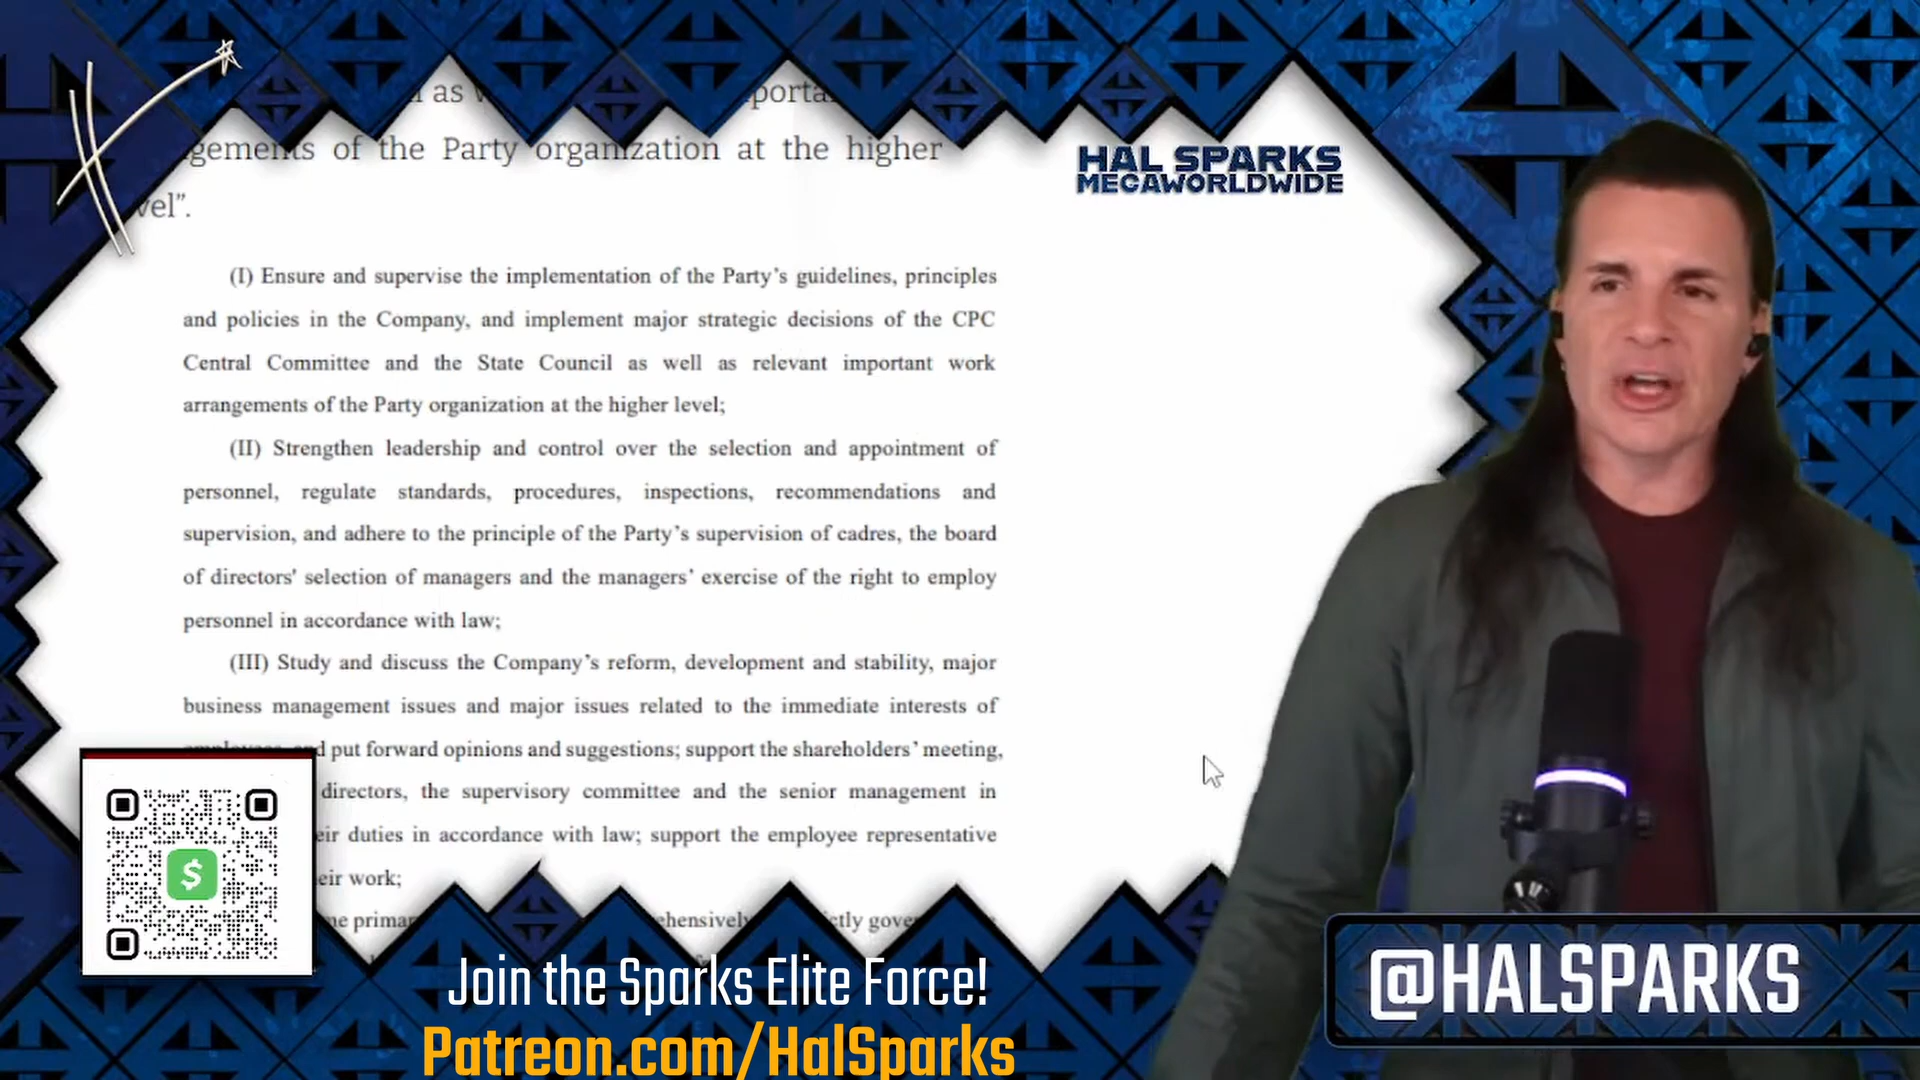 as
gements of the Party organization at the higher
vel”.
HAL SPARKS
MEGAWORLDWIDE
(I) Ensure and supervise the implementation of the Party’s guidelines, principles
and policies in the Company, and implement major strategic decisions of the CPC
Central Committee and the State Council as well as relevant important work
arrangements of the Party organization at the higher level;
(II) Strengthen leadership and control over the selection and appointment of
personnel, regulate standards, procedures, inspections, recommendations and
supervision, and adhere to the principle of the Party’s supervision of cadres, the board
of directors' selection of managers and the managers’ exercise of the right to employ
personnel in accordance with law;
(III) Study and discuss the Company’s reform, development and stability, major
business management issues and major issues related to the immediate interests of
put forward opinions and suggestions; support the shareholders’ meeting,
directors, the supervisory committee and the senior management in
eir duties in accordance with law; support the employee representative
eir work;
$
Join the Sparks Elite Force!
Patreon.com/HalSparks
@HALSPARKS